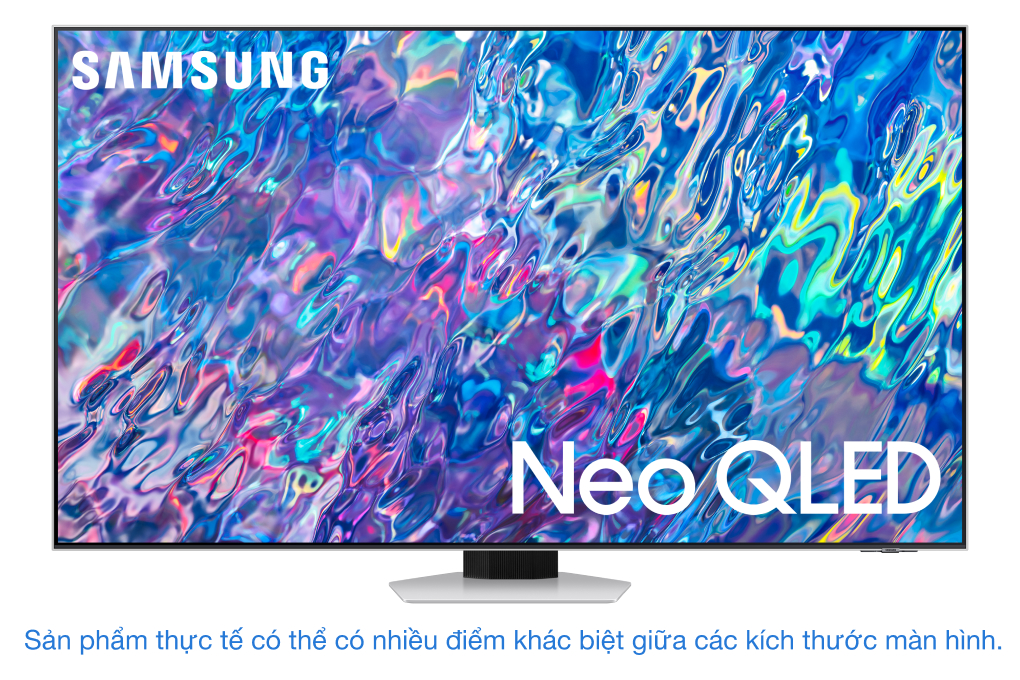 SAMSUNG
Neo QLED
Sản phẩm thực tế có thể có nhiều điểm khác biệt giữa các kích thước màn hình.